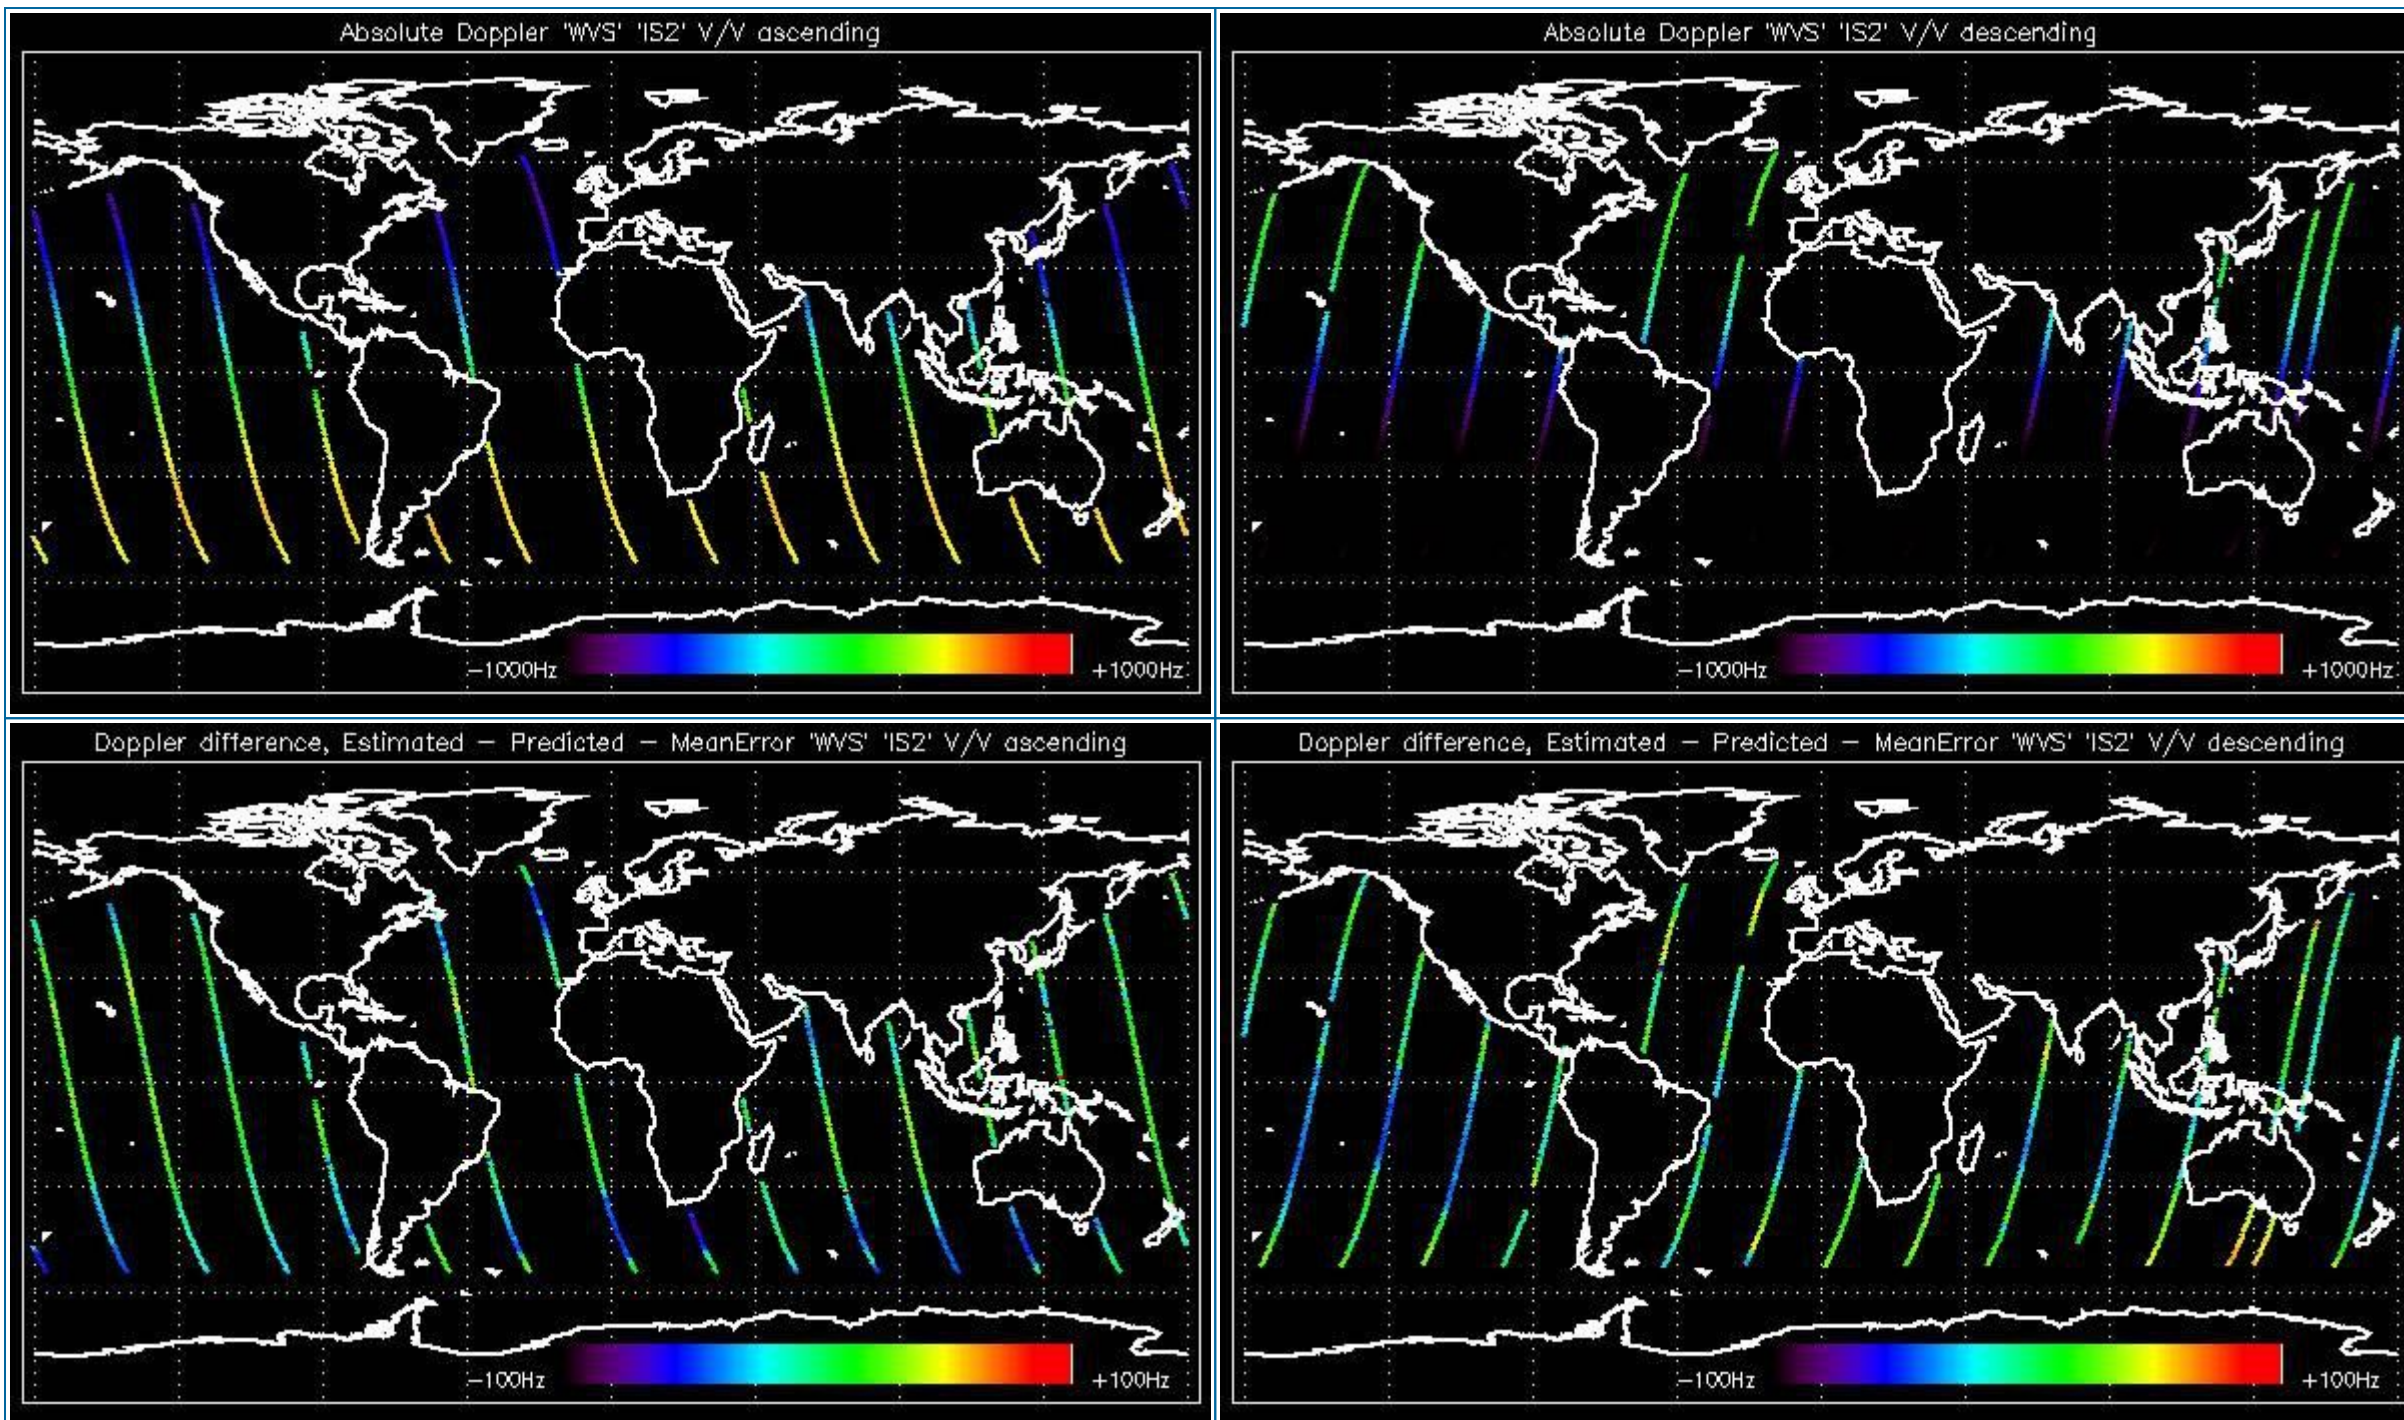 Absolute Doppler 'WVS' 'IS2' V/V ascending
−1000Hz
+1000Hz
Absolute Doppler 'WVS' 'IS2' V/V descending
−1000Hz
+1000Hz
Doppler difference, Estimated − Predicted − MeanError 'WVS' 'IS2' V/V ascending
−100Hz
+100Hz
Doppler difference, Estimated − Predicted − MeanError 'WVS' 'IS2' V/V descending
−100Hz
+100Hz